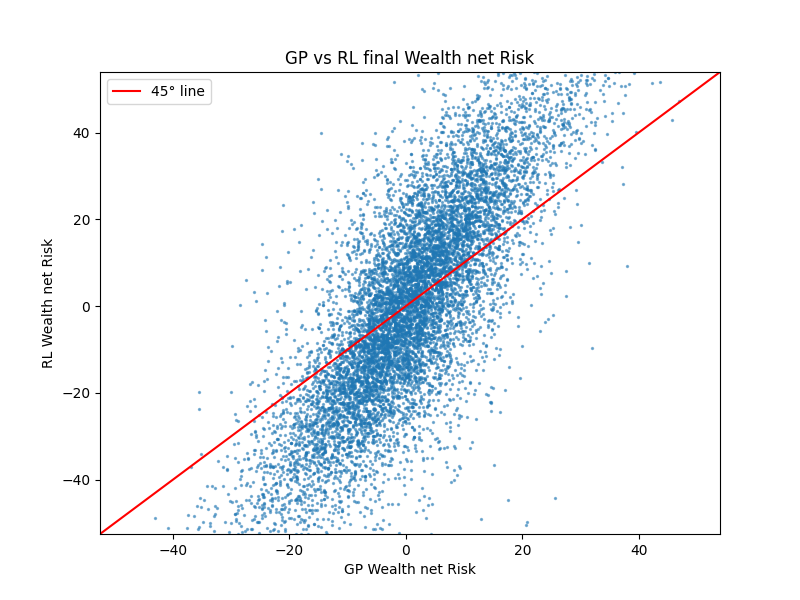 GP vs RL final Wealth net Risk
45° line
RL Wealth net Risk
40
20
0
−20
−40
−40
−20
0
20
40
GP Wealth net Risk